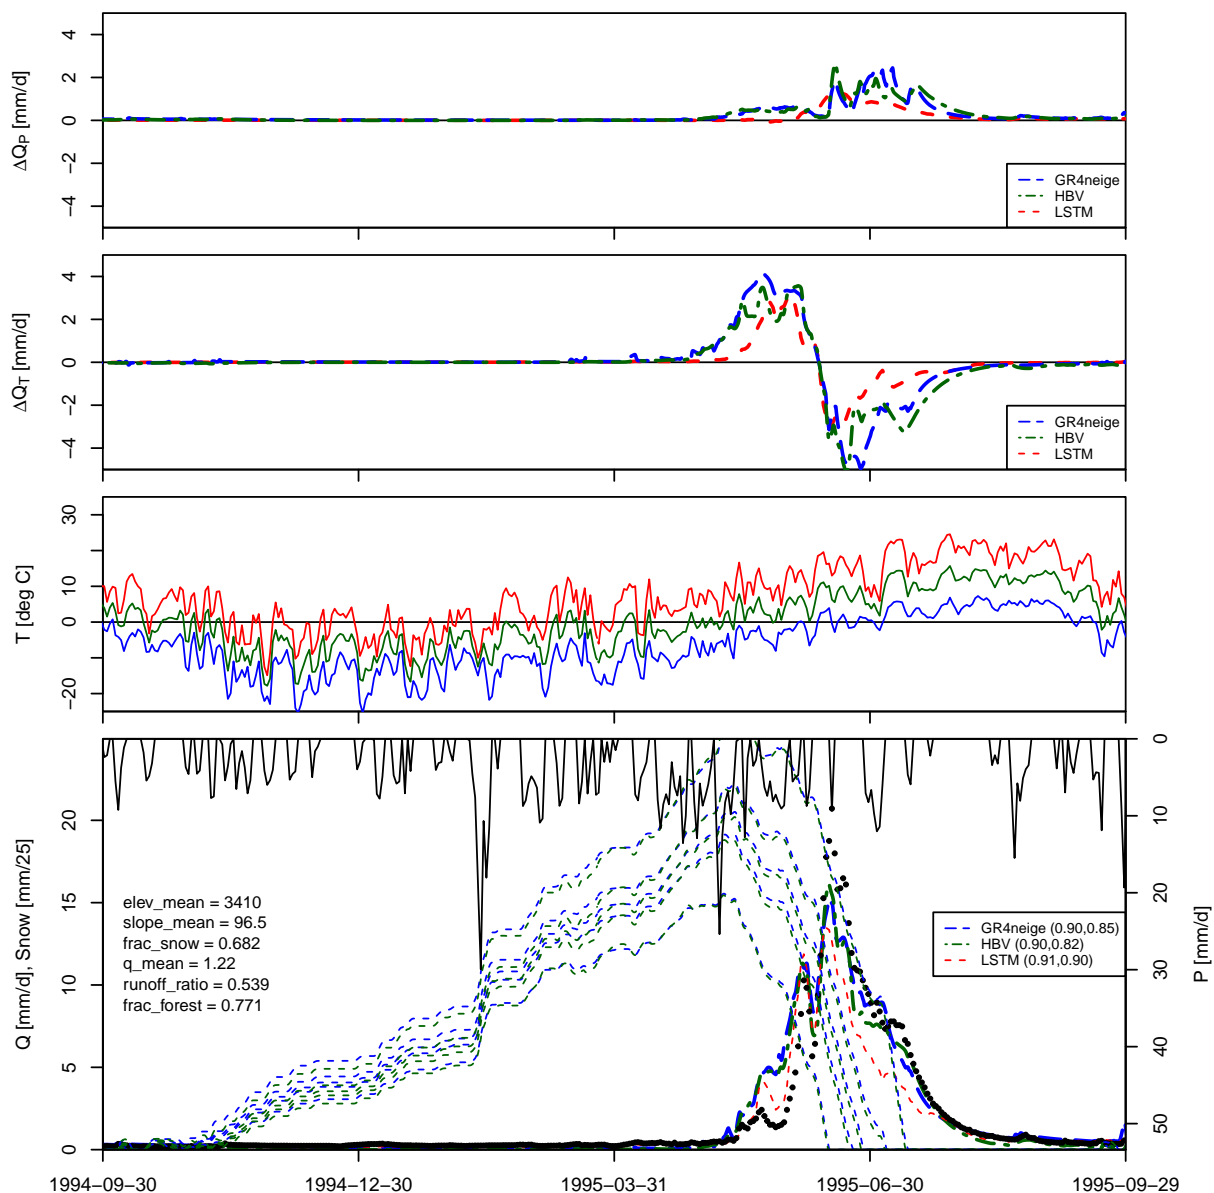 ΔQP [mm/d]
4
2
0
−2
−4
GR4neige
HBV
LSTM
ΔQT [mm/d]
4
2
0
−2
−4
GR4neige
HBV
LSTM
T [deg C]
30
10
0
−20
Q [mm/d], Snow [mm/25]
20
15
10
5
0
elev_mean = 3410
slope_mean = 96.5
frac_snow = 0.682
q_mean = 1.22
runoff_ratio = 0.539
frac_forest = 0.771
GR4neige (0.90,0.85)
HBV (0.90,0.82)
LSTM (0.91,0.90)
0
10
20
30
40
50
P [mm/d]
1994−09−30
1994−12−30
1995−03−31
1995−06−30
1995−09−29